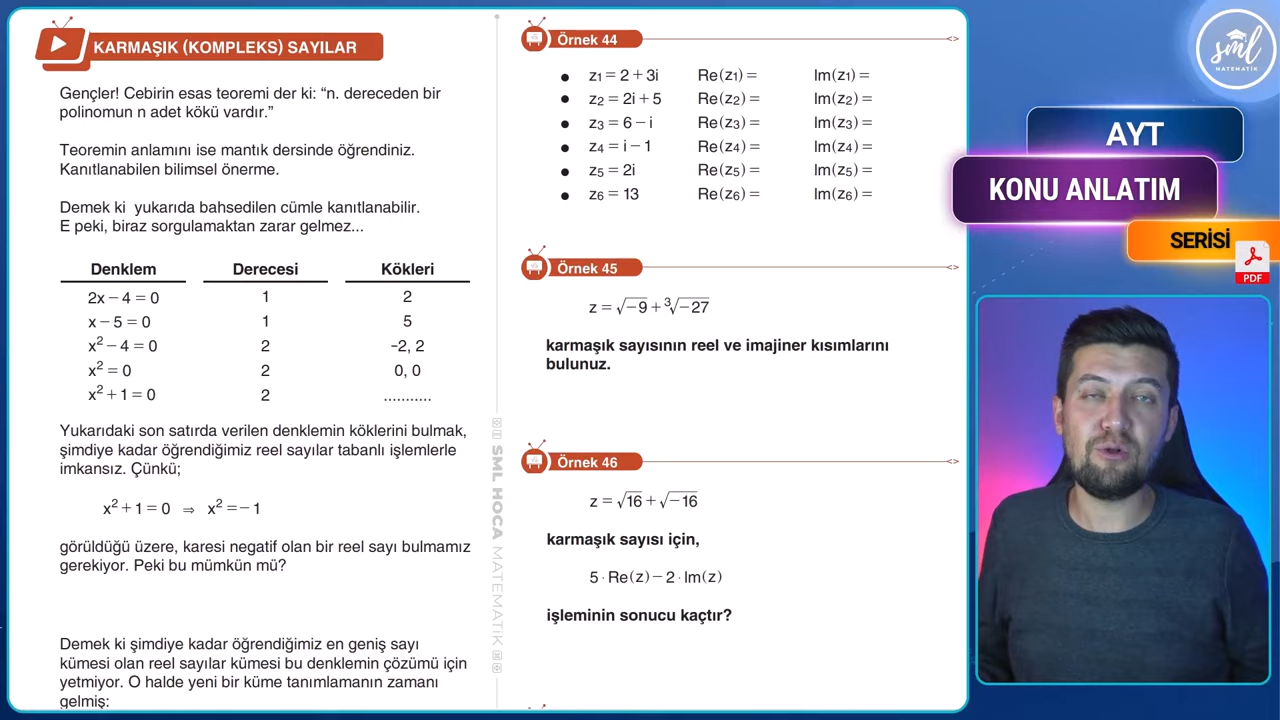 KARMAŞIK (KOMPLEKS) SAYILAR
Gençler! Cebirin esas teoremi der ki: “n. dereceden bir
polinomun n adet kökü vardır.”
Teoremin anlamını ise mantık dersinde öğrendiniz.
Kanıtlanabilen bilimsel önerme.
Demek ki yukarıda bahsedilen cümle kanıtlanabilir.
E peki, biraz sorgulamaktan zarar gelmez...
Denklem Derecesi Kökleri
2x − 4 = 0 1 2
x − 5 = 0 1 5
x² − 4 = 0 2 -2, 2
x² = 0 2 0, 0
x² + 1 = 0 2 ...........
Yukarıdaki son satırda verilen denklemin köklerini bulmak,
şimdiye kadar öğrendiğimiz reel sayılar tabanlı işlemlerle
imkansız. Çünkü;
x² + 1 = 0 ⇒ x² = − 1
görüldüğü üzere, karesi negatif olan bir reel sayı bulmamız
gerekiyor. Peki bu mümkün mü?
Demek ki şimdiye kadar öğrendiğimiz en geniş sayı
kümesi olan reel sayılar kümesi bu denklemin çözümü için
yetmiyor. O halde yeni bir küme tanımlamanın zamanı
gelmiş:
SML HOCA MATEMATİK
Örnek 44
● z₁ = 2 + 3i Re(z₁) = Im(z₁) =
● z₂ = 2i + 5 Re(z₂) = Im(z₂) =
● z₃ = 6 − i Re(z₃) = Im(z₃) =
● z₄ = i − 1 Re(z₄) = Im(z₄) =
● z₅ = 2i Re(z₅) = Im(z₅) =
● z₆ = 13 Re(z₆) = Im(z₆) =
Örnek 45
z = √−9 + ³√−27
karmaşık sayısının reel ve imajiner kısımlarını
bulunuz.
Örnek 46
z = √16 + √−16
karmaşık sayısı için,
5 · Re(z) − 2 · Im(z)
işleminin sonucu kaçtır?
sml
MATEMATİK
AYT
KONU ANLATIM
SERİSİ
PDF